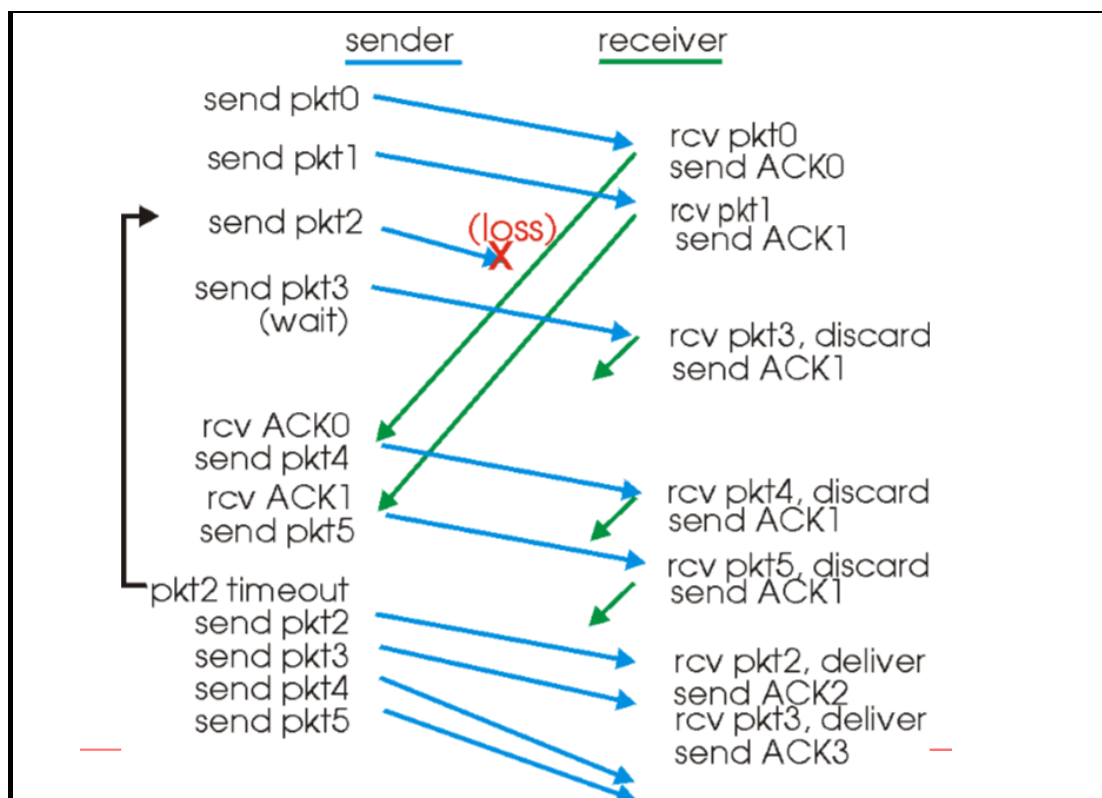 sender
receiver
send pkt0
rcv pkt0
send ACK0
send pkt1
rcv pkt1
send ACK1
send pkt2
(loss)
X
send pkt3
(wait)
rcv pkt3, discard
send ACK1
rcv ACK0
send pkt4
rcv ACK1
send pkt5
rcv pkt4, discard
send ACK1
rcv pkt5, discard
send ACK1
pkt2 timeout
send pkt2
send pkt3
send pkt4
send pkt5
rcv pkt2, deliver
send ACK2
rcv pkt3, deliver
send ACK3